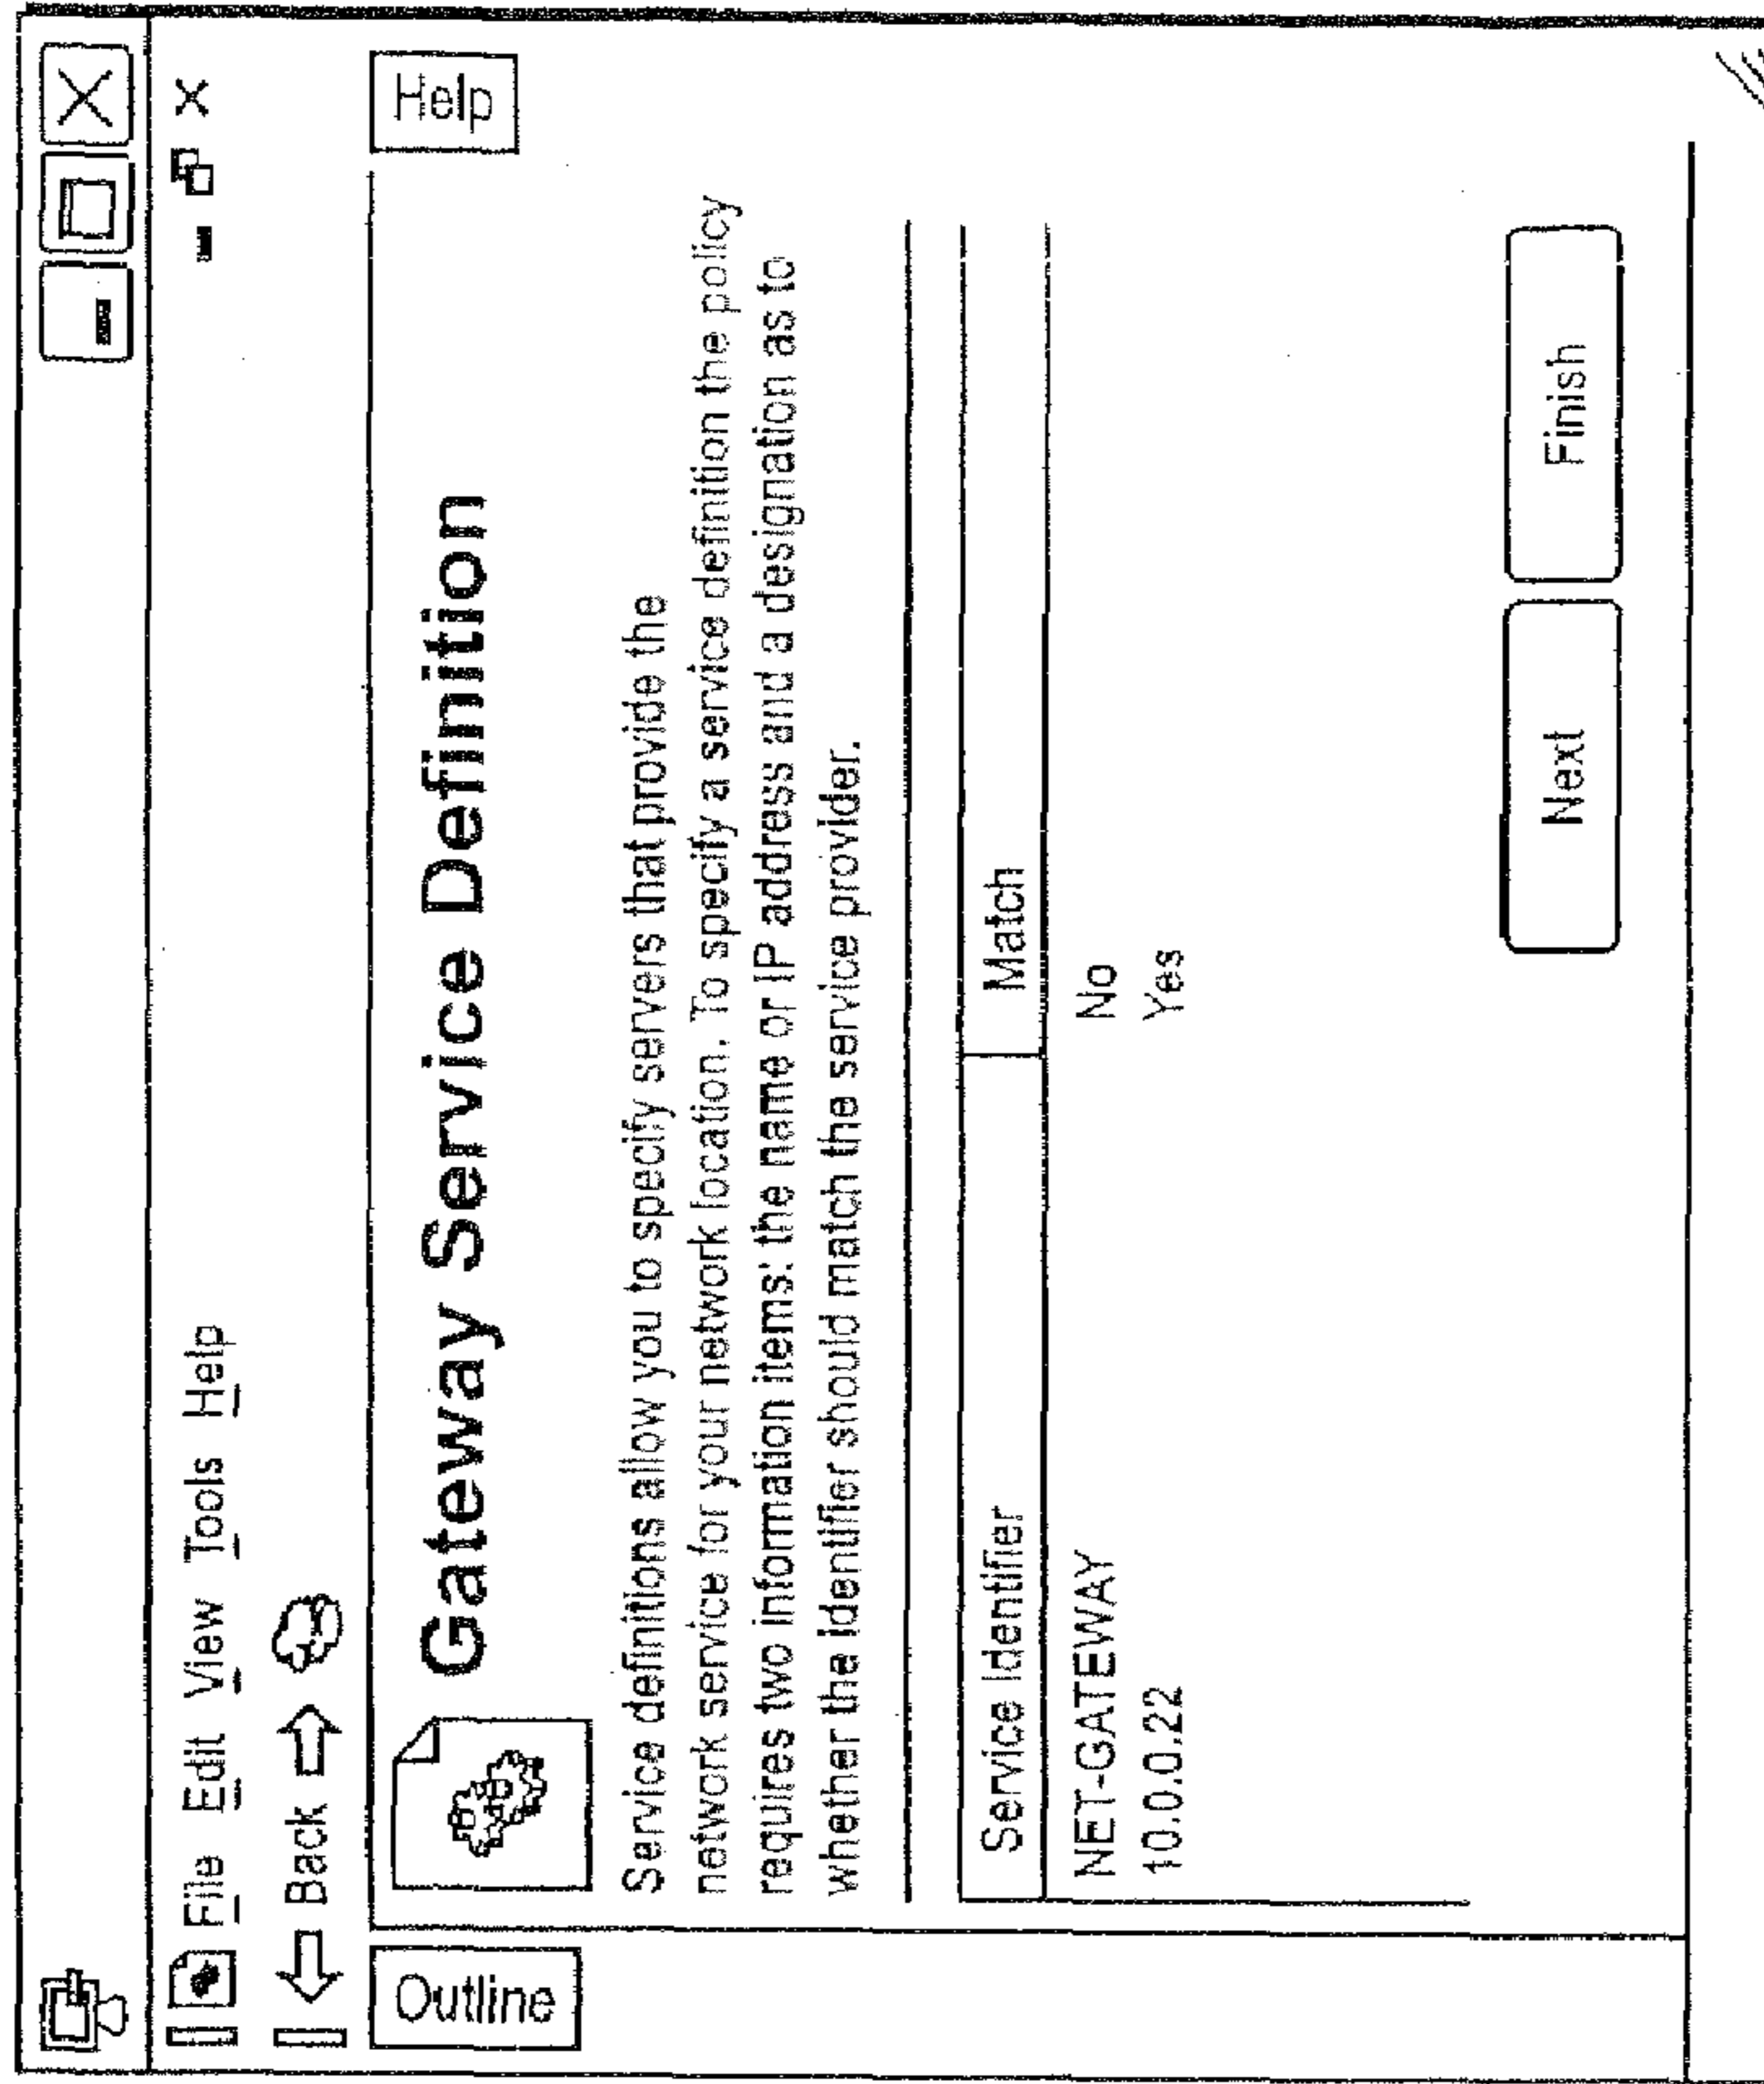 File Edit View Tools Help
Back
Outline
Help
Gateway Service Definition
Service definitions allow you to specify servers that provide the
network service for your network location. To specify a service definition the policy
requires two information items: the name or IP address and a designation as to
whether the identifier should match the service provider.
Service Identifier Match
NET-GATEWAY No
10.0.0.22 Yes
Next Finish